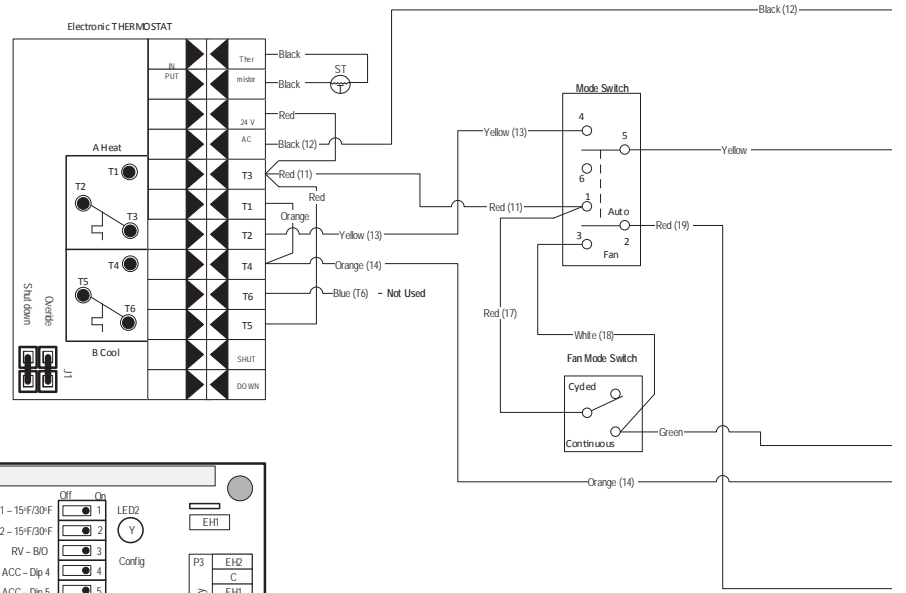 Black (12)
Electronic THERMOSTAT
IN
PUT
Ther
mistor
24 V
AC
T3
T1
T2
T4
T6
T5
SHUT
DOWN
Black
Black
ST
T
Red
Black (12)
Red (11)
Red
Orange
Yellow (13)
Orange (14)
Blue (T6) - Not Used
A Heat
T1
T2
T3
T4
T5
T6
B Cool
Shut down
Override
J1
Mode Switch
4
5
6
1
Auto
3
2
Fan
Yellow (13)
Yellow
Red (11)
Red (19)
Red (17)
White (18)
Fan Mode Switch
Cycled
Continuous
Green
Orange (14)
Off On
1 – 15ºF/30ºF 1
2 – 15ºF/30ºF 2
RV – B/O 3
ACC – Dip 4 4
ACC – Dip 5 5
LED2
Y
Config
EH1
P3
EH2
C
EH1